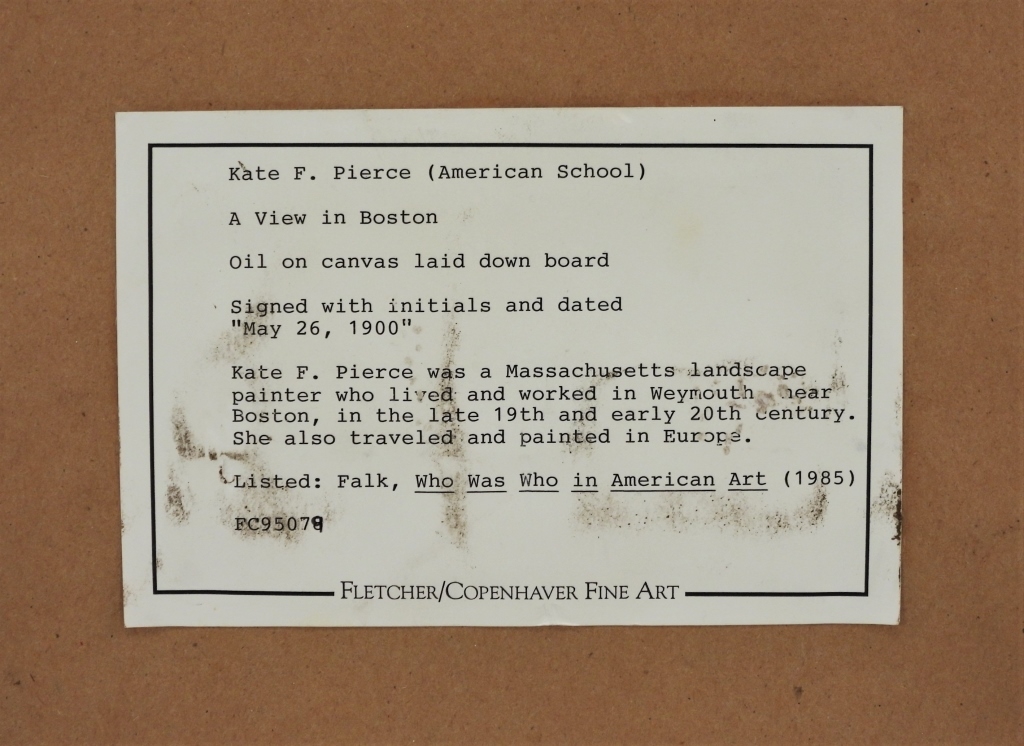 Kate F. Pierce (American School)
A View in Boston
Oil on canvas laid down board
Signed with initials and dated
"May 26, 1900"
Kate F. Pierce was a Massachusetts landscape
painter who lived and worked in Weymouth near
Boston, in the late 19th and early 20th century.
She also traveled and painted in Europe.
Listed: Falk, Who Was Who in American Art (1985)
FC95079
FLETCHER/COPENHAVER FINE ART